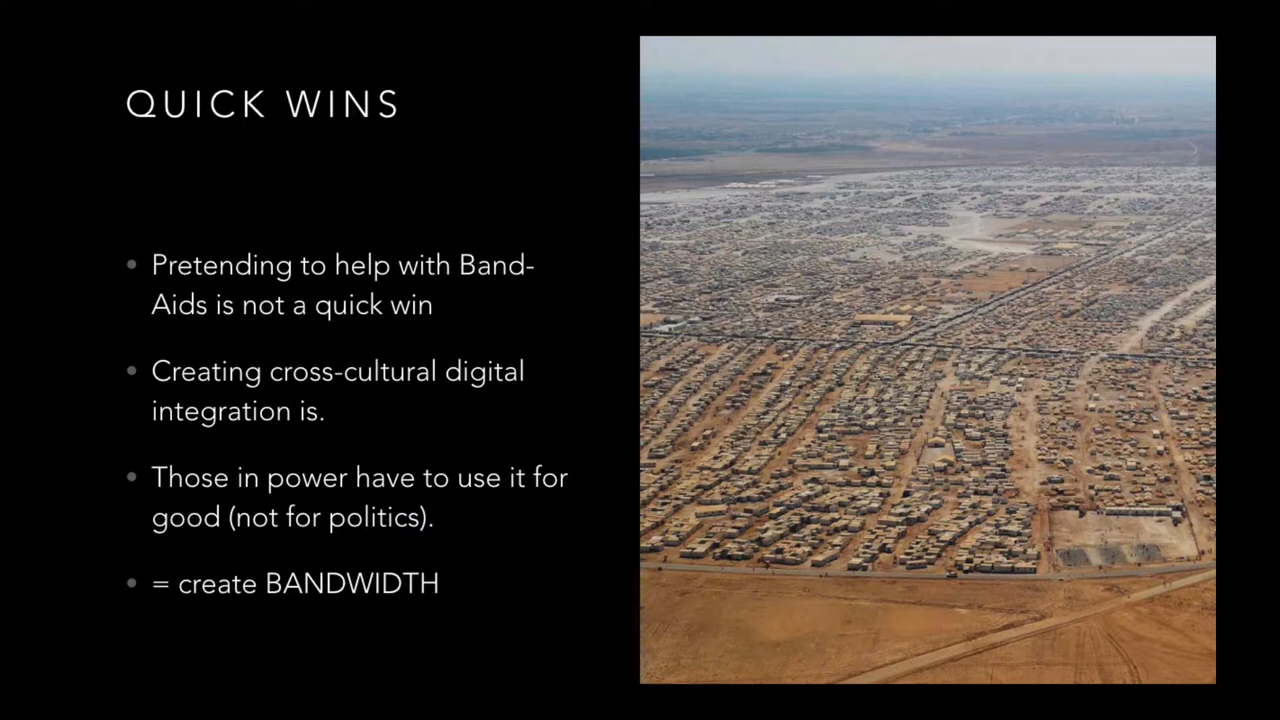 QUICK WINS
• Pretending to help with Band-
Aids is not a quick win
• Creating cross-cultural digital
integration is.
• Those in power have to use it for
good (not for politics).
• = create BANDWIDTH